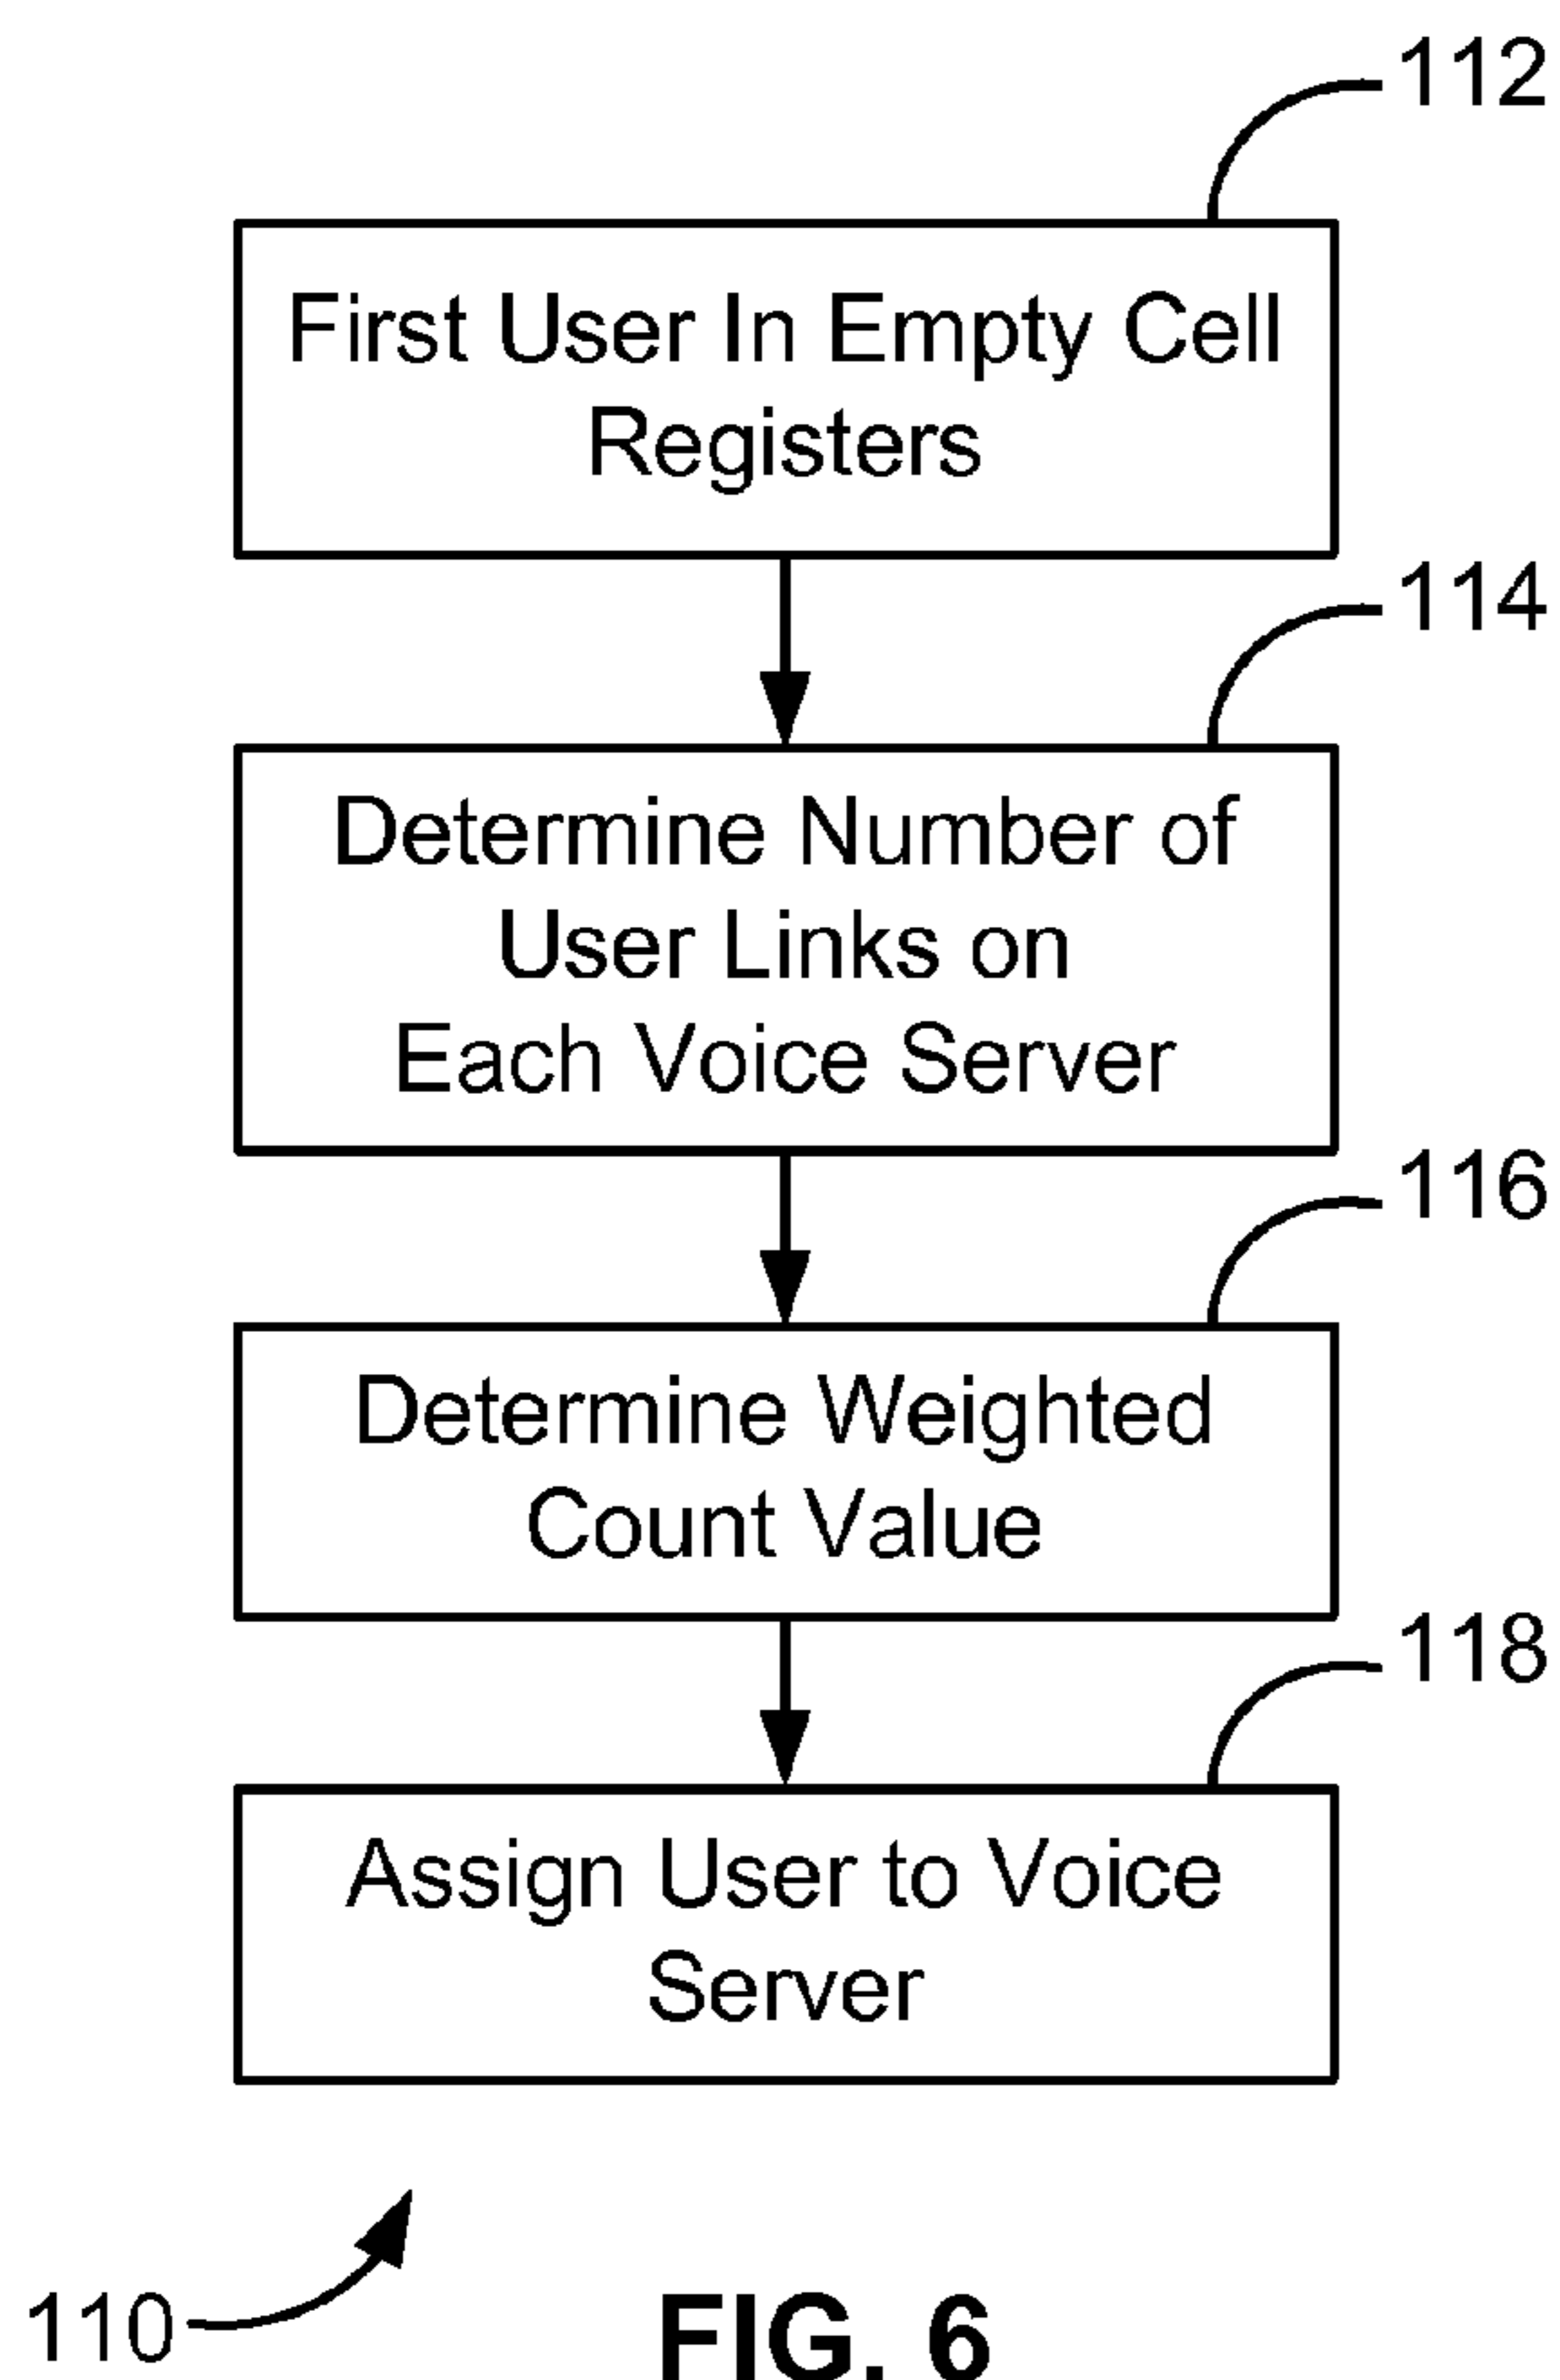 112
First User In Empty Cell
Registers
114
Determine Number of
User Links on
Each Voice Server
116
Determine Weighted
Count Value
118
Assign User to Voice
Server
110
FIG. 6